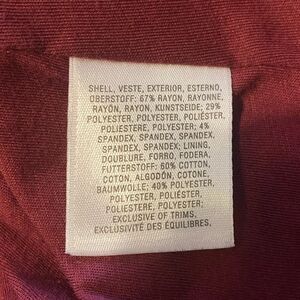 SHELL, VESTE, EXTERIOR, ESTERNO,
OBERSTOFF: 67% RAYON, RAYONNE,
RAYÓN, RAYON, KUNSTSEIDE; 29%
POLYESTER, POLYESTER, POLIÉSTER,
POLIESTERE, POLYESTER; 4%
SPANDEX, SPANDEX, SPANDEX,
SPANDEX, SPANDEX; LINING,
DOUBLURE, FORRO, FODERA,
FUTTERSTOFF: 60% COTTON,
COTON, ALGODÓN, COTONE,
BAUMWOLLE; 40% POLYESTER,
POLYESTER, POLIÉSTER,
POLIESTERE, POLYESTER;
EXCLUSIVE OF TRIMS,
EXCLUSIVITÉ DES ÉQUILIBRES.